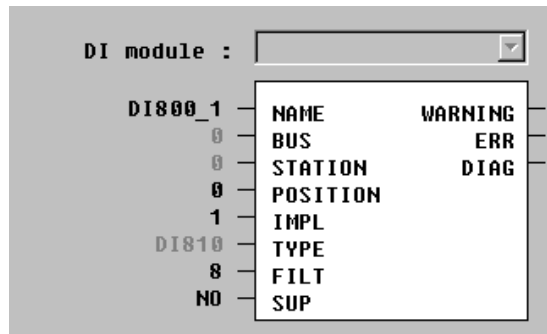 DI module :
DI800_1 NAME WARNING
0 BUS ERR
0 STATION DIAG
0 POSITION
1 IMPL
DI810 TYPE
8 FILT
NO SUP